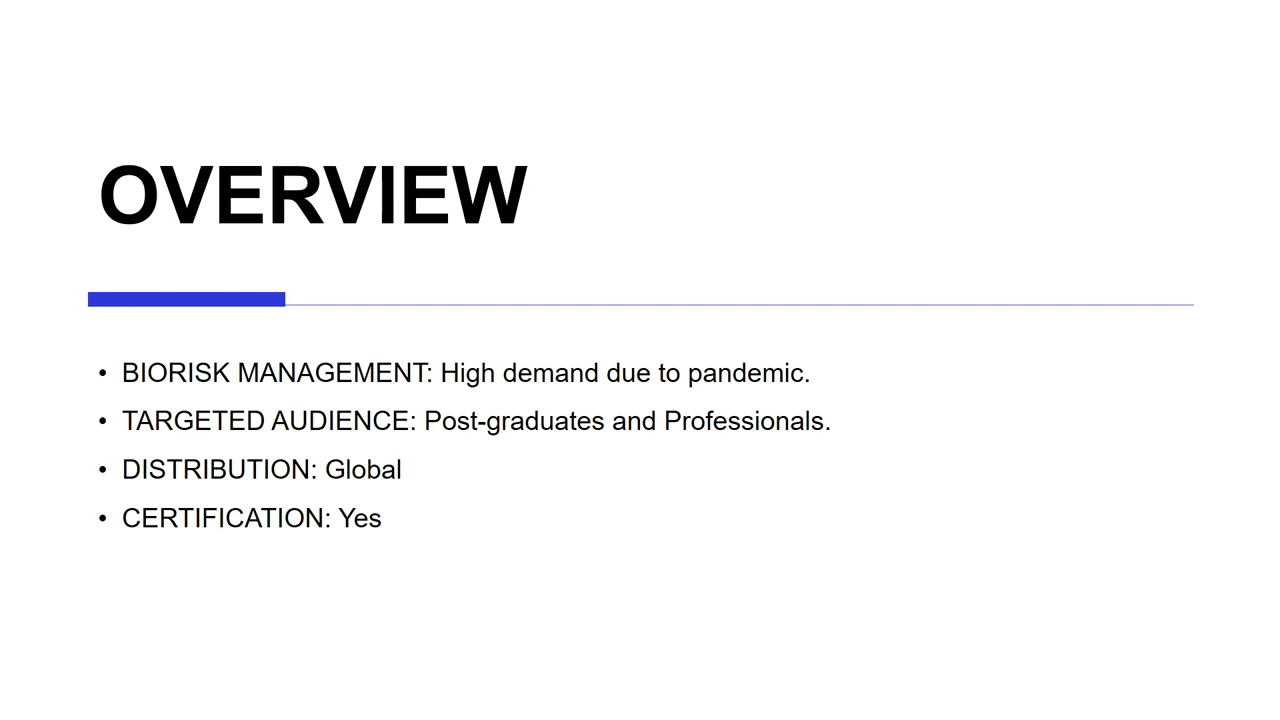 OVERVIEW
• BIORISK MANAGEMENT: High demand due to pandemic.
• TARGETED AUDIENCE: Post-graduates and Professionals.
• DISTRIBUTION: Global
• CERTIFICATION: Yes